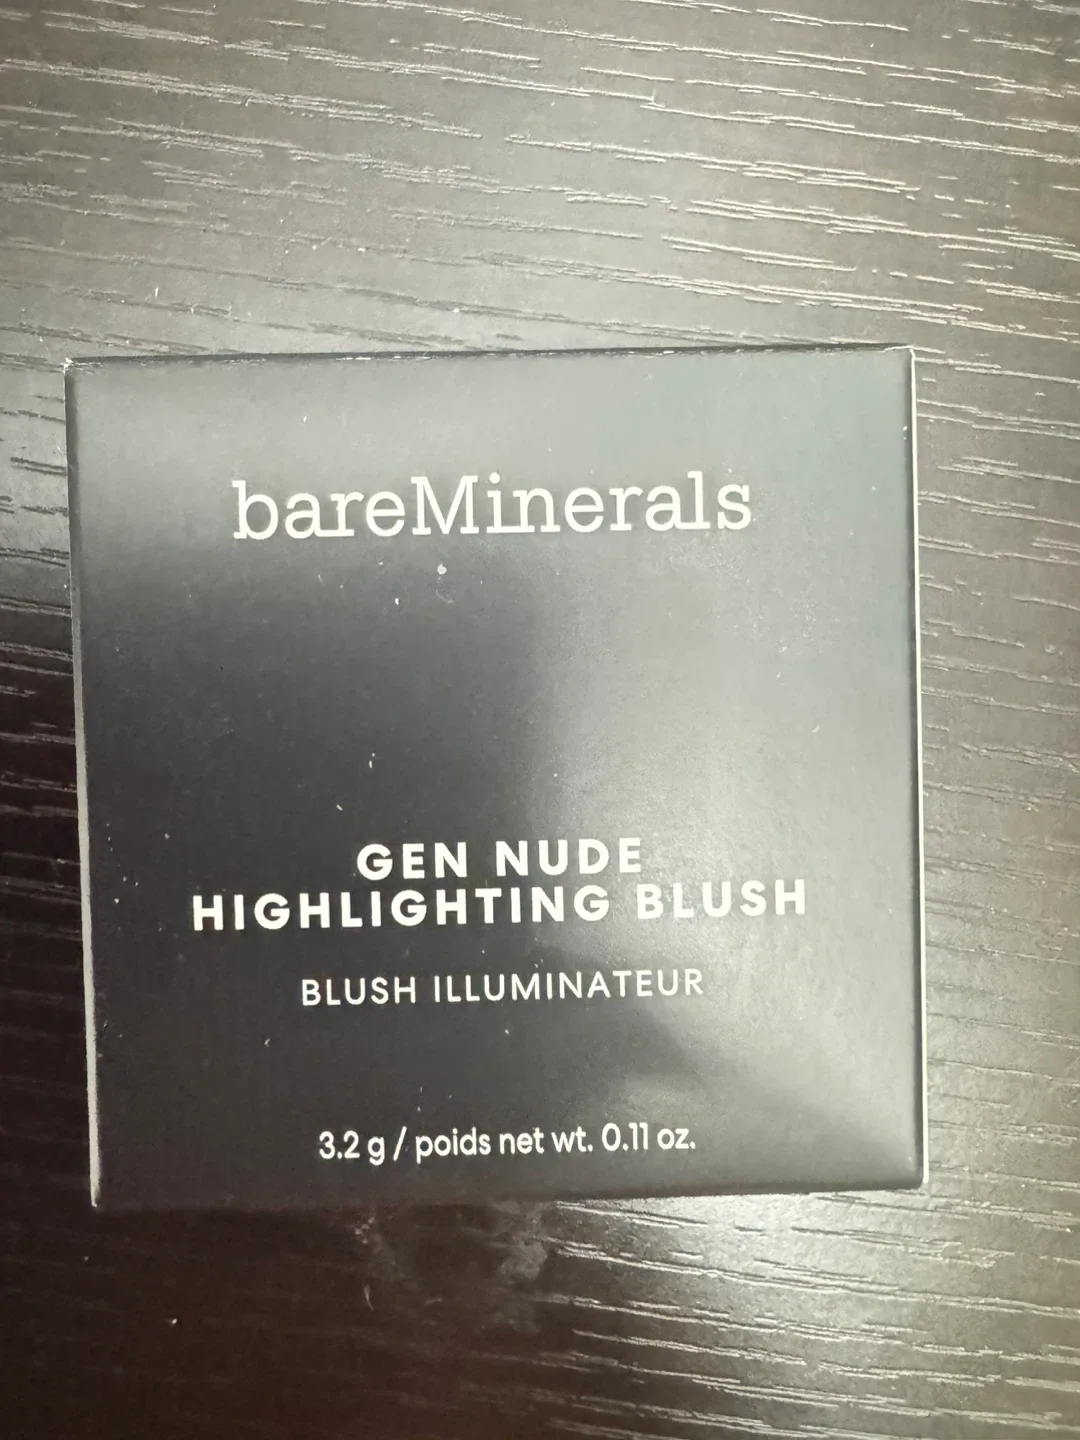 bareMinerals
GEN NUDE
HIGHLIGHTING BLUSH
BLUSH ILLUMINATEUR
3.2 g / poids net wt. 0.11 oz.